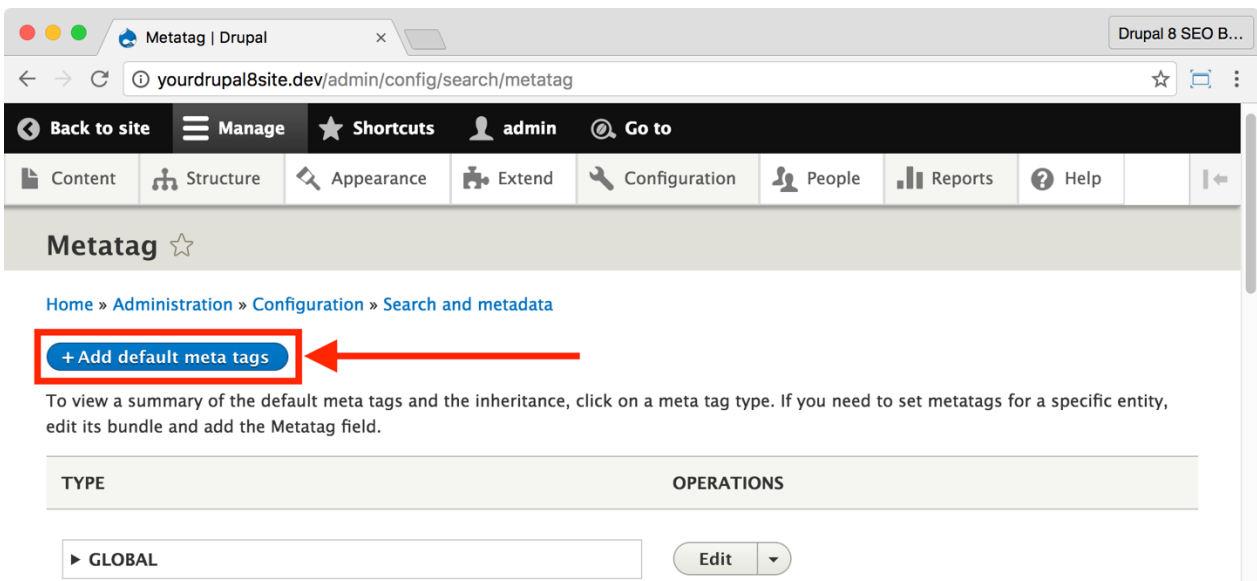 Metatag | Drupal
Drupal 8 SEO B...
yourdrupal8site.dev/admin/config/search/metatag
Back to site Manage Shortcuts admin Go to
Content Structure Appearance Extend Configuration People Reports Help
Metatag
Home » Administration » Configuration » Search and metadata
+ Add default meta tags
To view a summary of the default meta tags and the inheritance, click on a meta tag type. If you need to set metatags for a specific entity,
edit its bundle and add the Metatag field.
TYPE OPERATIONS
GLOBAL Edit